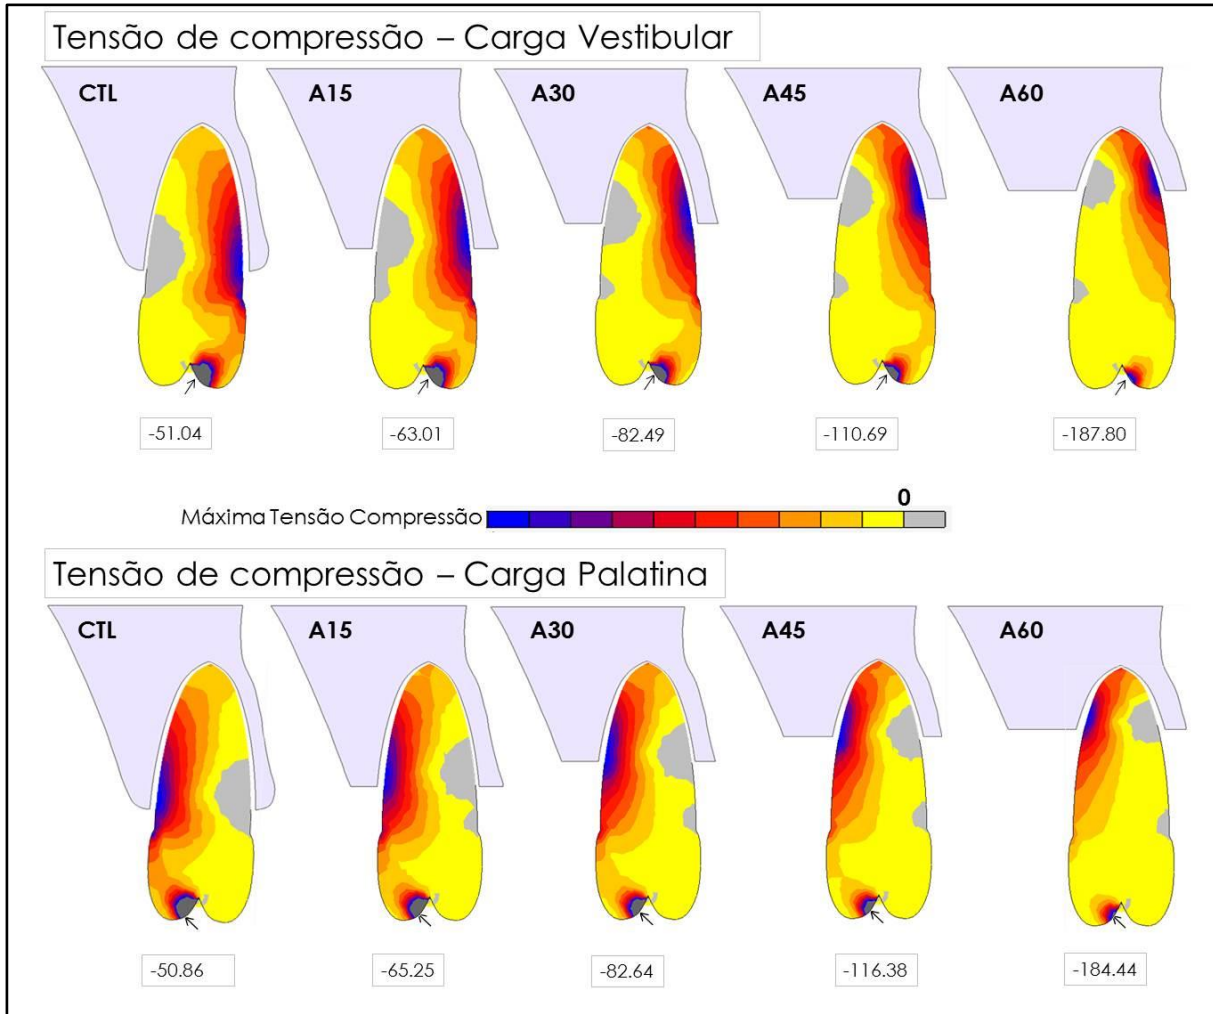 Tensão de compressão – Carga Vestibular
CTL A15 A30 A45 A60
-51.04 -63.01 -82.49 -110.69 -187.80
0
Máxima Tensão Compressão
Tensão de compressão – Carga Palatina
CTL A15 A30 A45 A60
-50.86 -65.25 -82.64 -116.38 -184.44